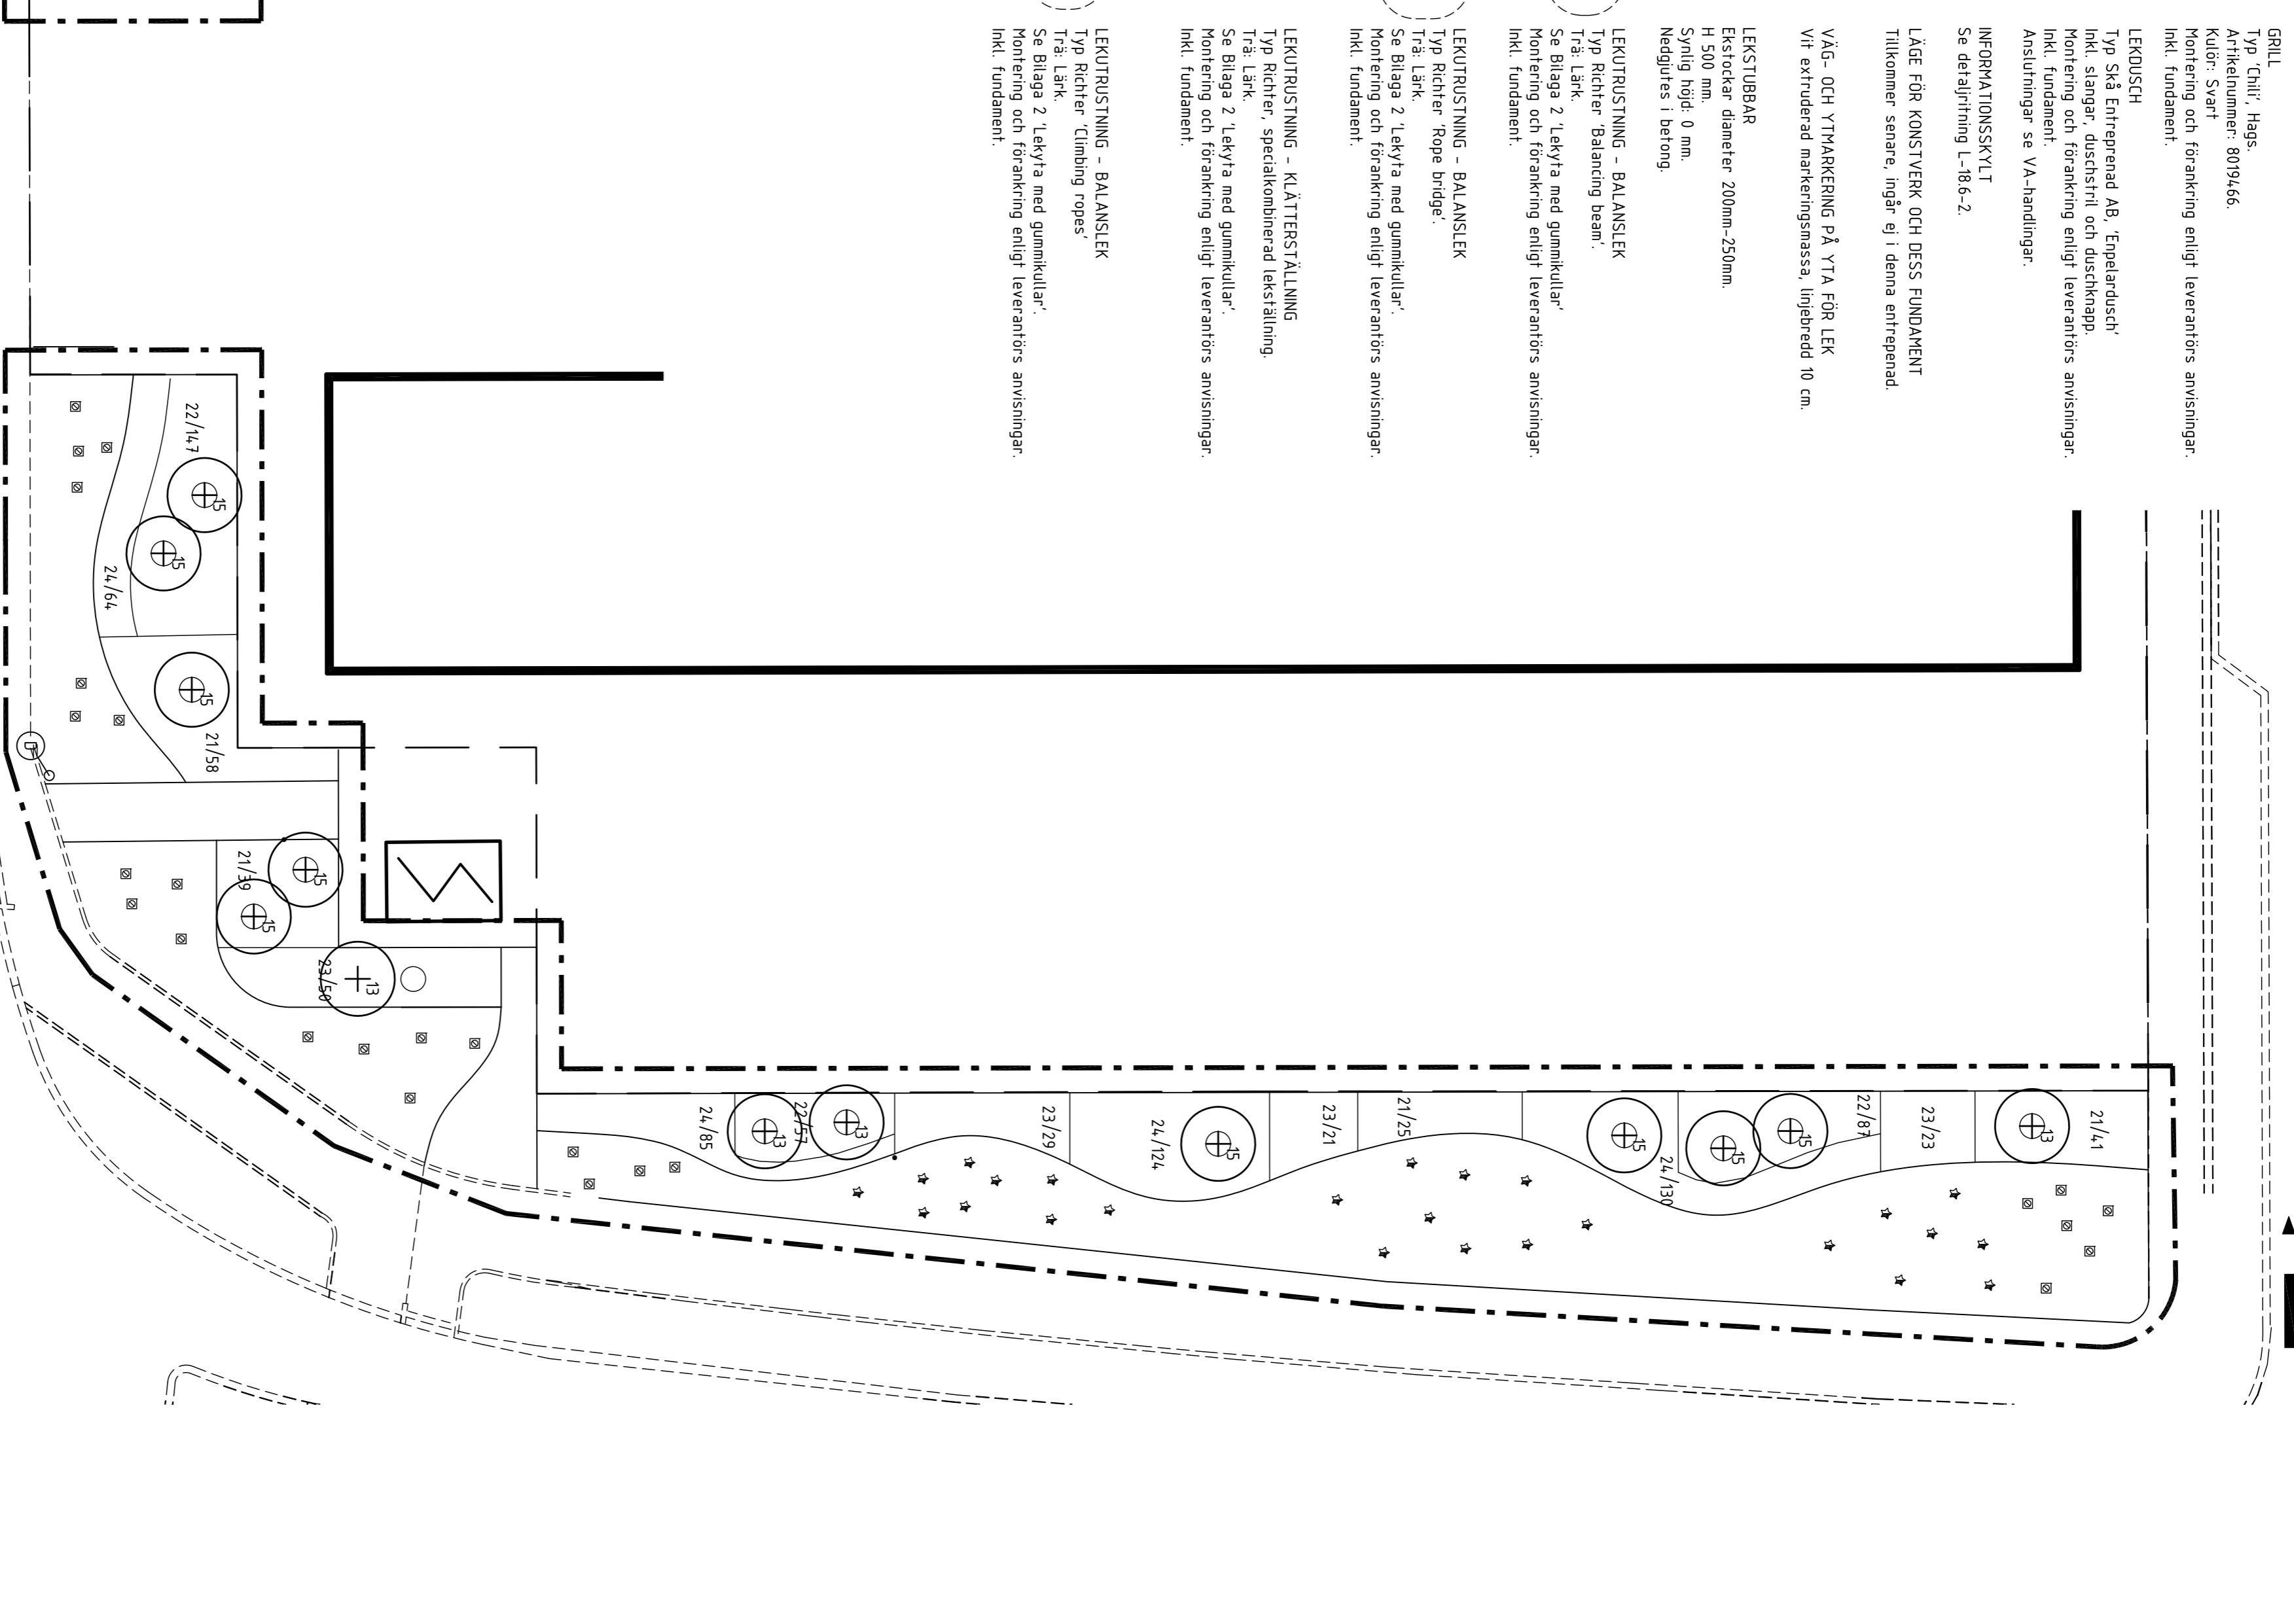 GRILL
Typ 'Chili', Hags.
Artikelnummer: 8019466.
Kulör: Svart
Montering och förankring enligt leverantörs anvisningar.
Inkl. fundament.
LEKDUSCH
Typ Skå Entreprenad AB, 'Enpelardusch'
Inkl. slangar, duschstril och duschknapp.
Montering och förankring enligt leverantörs anvisningar.
Inkl. fundament.
Anslutningar se VA-handlingar.
INFORMATIONSSKYLT
Se detaljritning L-18.6-2.
LÄGE FÖR KONSTVERK OCH DESS FUNDAMENT
Tillkommer senare, ingår ej i denna entrepenad.
VÄG- OCH YTMARKERING PÅ YTA FÖR LEK
Vit extruderad markeringsmassa, linjebredd 10 cm.
LEKSTUBBAR
Ekstockar diameter 200mm-250mm.
H 500 mm.
Synlig höjd: 0 mm.
Nedgjutes i betong.
LEKUTRUSTNING - BALANSLEK
Typ Richter 'Balancing beam'.
Trä: Lärk.
Se Bilaga 2 'Lekyta med gummikullar'
Montering och förankring enligt leverantörs anvisningar.
Inkl. fundament.
LEKUTRUSTNING - BALANSLEK
Typ Richter 'Rope bridge'.
Trä: Lärk.
Se Bilaga 2 'Lekyta med gummikullar'.
Montering och förankring enligt leverantörs anvisningar.
Inkl. fundament.
LEKUTRUSTNING - KLÄTTERSTÄLLNING
Typ Richter, specialkombinerad lekställning.
Trä: Lärk.
Se Bilaga 2 'Lekyta med gummikullar'.
Montering och förankring enligt leverantörs anvisningar.
Inkl. fundament.
LEKUTRUSTNING - BALANSLEK
Typ Richter 'Climbing ropes'
Trä: Lärk.
Se Bilaga 2 'Lekyta med gummikullar'.
Montering och förankring enligt leverantörs anvisningar.
Inkl. fundament.
22/147
15
15
24/64
15
21/58
D
21/39
15
15
23/50
13
24/85
13
22/57
13
23/29
24/124
15
23/21
21/25
15
24/130
15
15
22/87
23/23
13
21/41